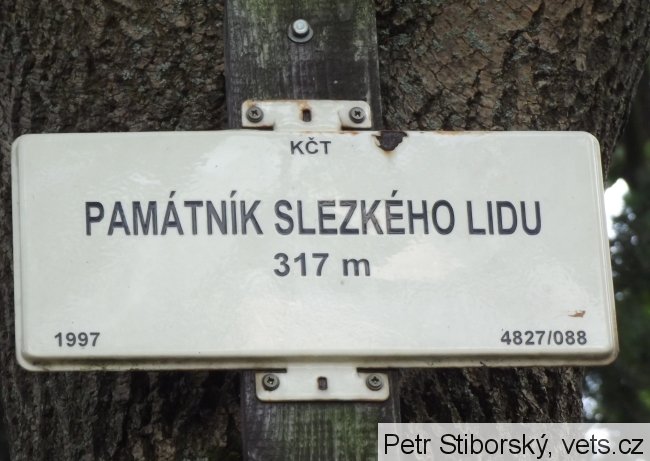 KČT
PAMÁTNÍK SLEZKÉHO LIDU
317 m
1997 4827/088
Petr Stiborský, vets.cz